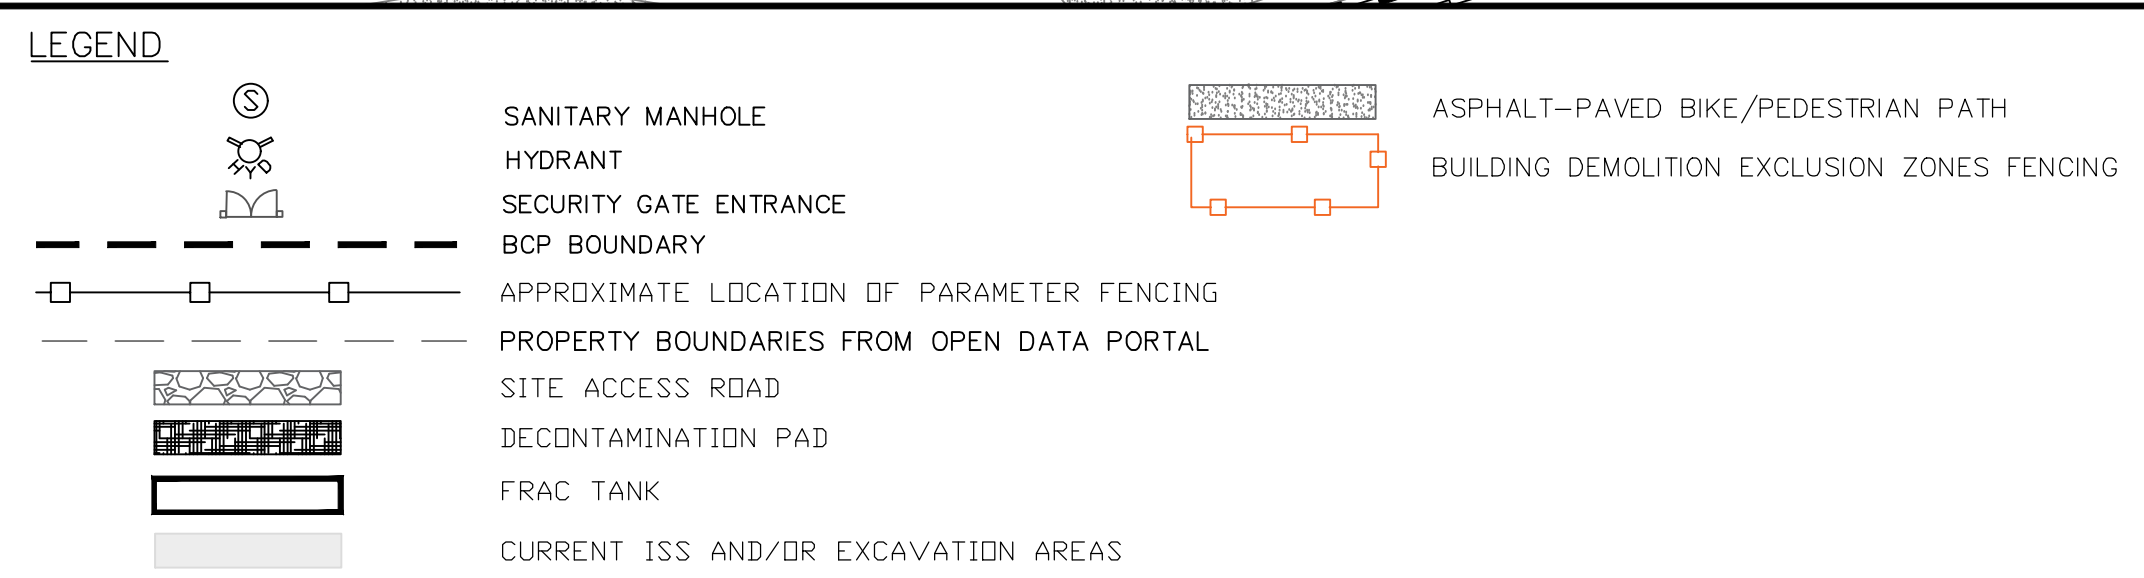 LEGEND
S
SANITARY MANHOLE
HYDRANT
SECURITY GATE ENTRANCE
BCP BOUNDARY
APPROXIMATE LOCATION OF PARAMETER FENCING
PROPERTY BOUNDARIES FROM OPEN DATA PORTAL
SITE ACCESS ROAD
DECONTAMINATION PAD
FRAC TANK
CURRENT ISS AND/OR EXCAVATION AREAS
ASPHALT-PAVED BIKE/PEDESTRIAN PATH
BUILDING DEMOLITION EXCLUSION ZONES FENCING